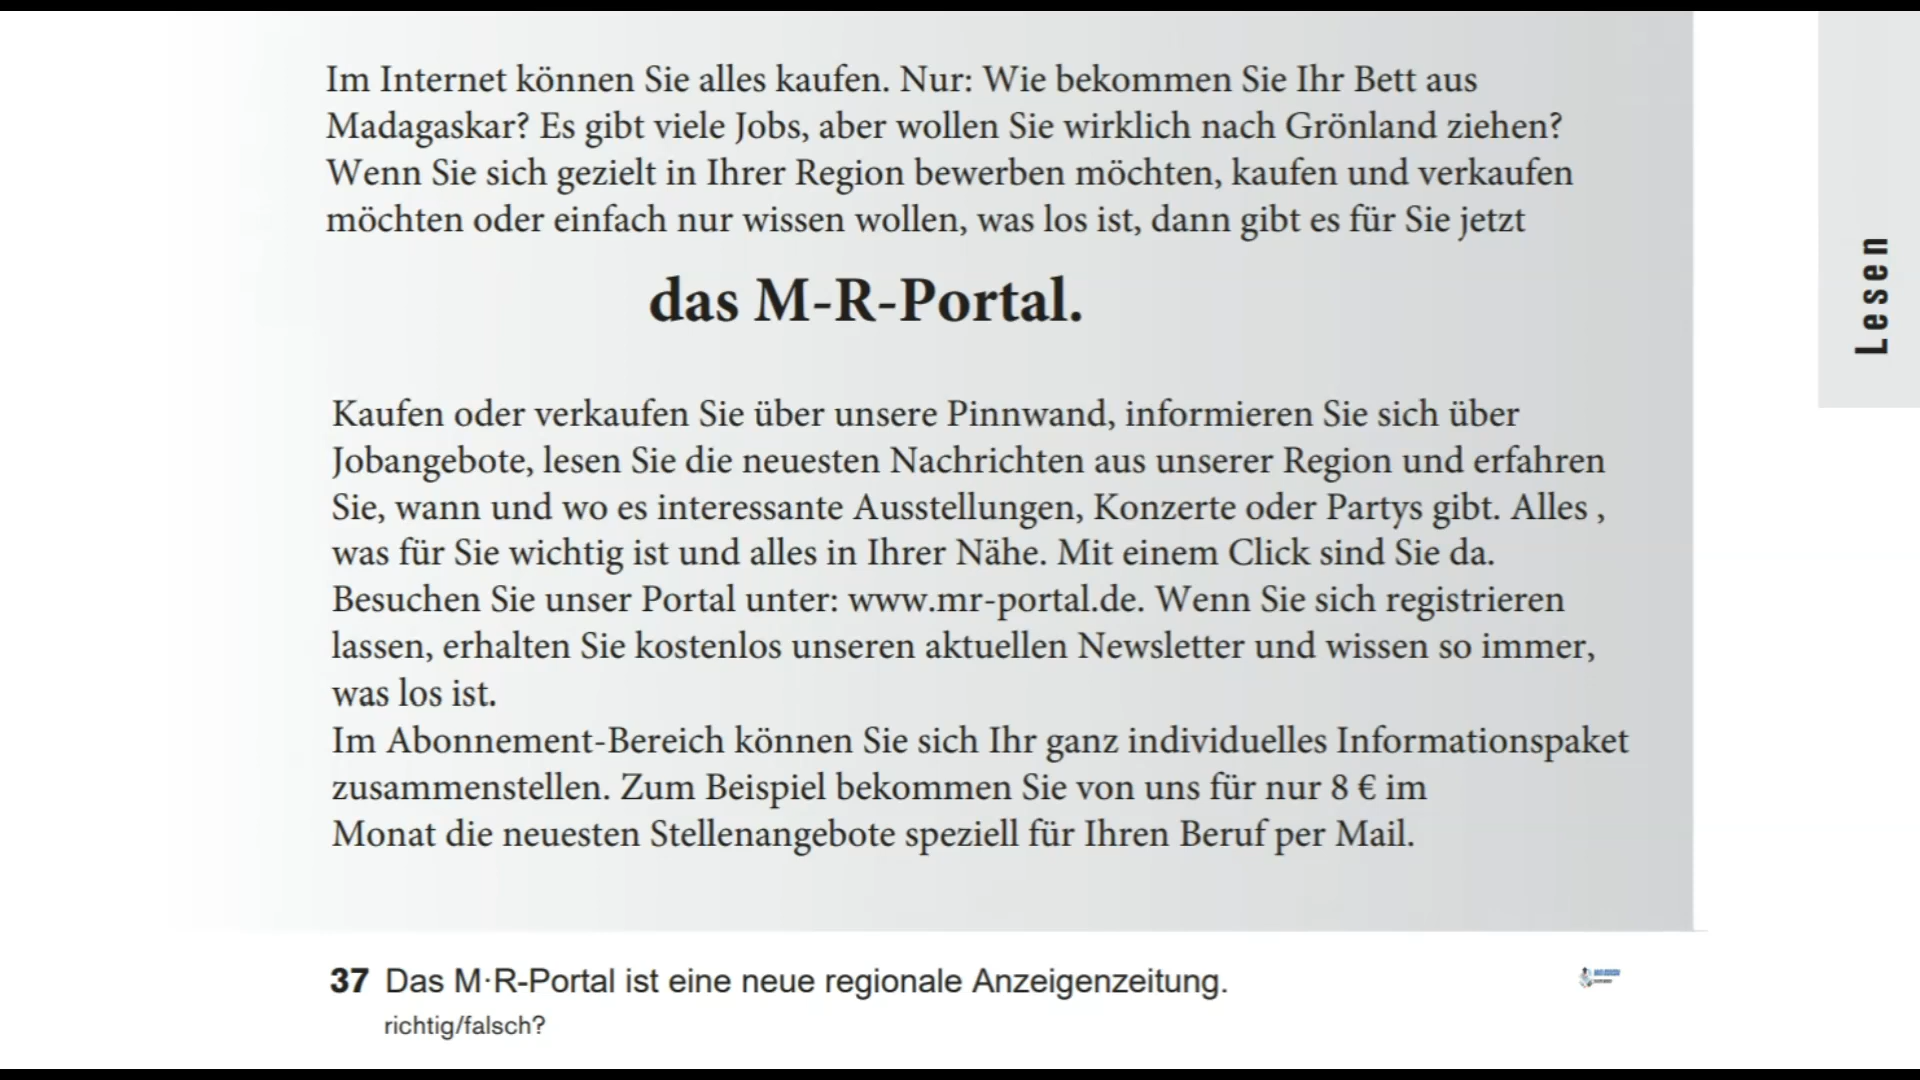 Im Internet können Sie alles kaufen. Nur: Wie bekommen Sie Ihr Bett aus
Madagaskar? Es gibt viele Jobs, aber wollen Sie wirklich nach Grönland ziehen?
Wenn Sie sich gezielt in Ihrer Region bewerben möchten, kaufen und verkaufen
möchten oder einfach nur wissen wollen, was los ist, dann gibt es für Sie jetzt
das M-R-Portal.
Kaufen oder verkaufen Sie über unsere Pinnwand, informieren Sie sich über
Jobangebote, lesen Sie die neuesten Nachrichten aus unserer Region und erfahren
Sie, wann und wo es interessante Ausstellungen, Konzerte oder Partys gibt. Alles ,
was für Sie wichtig ist und alles in Ihrer Nähe. Mit einem Click sind Sie da.
Besuchen Sie unser Portal unter: www.mr-portal.de. Wenn Sie sich registrieren
lassen, erhalten Sie kostenlos unseren aktuellen Newsletter und wissen so immer,
was los ist.
Im Abonnement-Bereich können Sie sich Ihr ganz individuelles Informationspaket
zusammenstellen. Zum Beispiel bekommen Sie von uns für nur 8 € im
Monat die neuesten Stellenangebote speziell für Ihren Beruf per Mail.
37 Das M·R-Portal ist eine neue regionale Anzeigenzeitung.
richtig/falsch?
Lesen